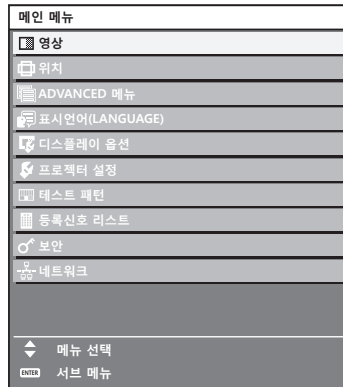 메인 메뉴
영상
위치
ADVANCED 메뉴
표시언어(LANGUAGE)
디스플레이 옵션
프로젝터 설정
테스트 패턴
등록신호 리스트
보안
네트워크
메뉴 선택
ENTER 서브 메뉴